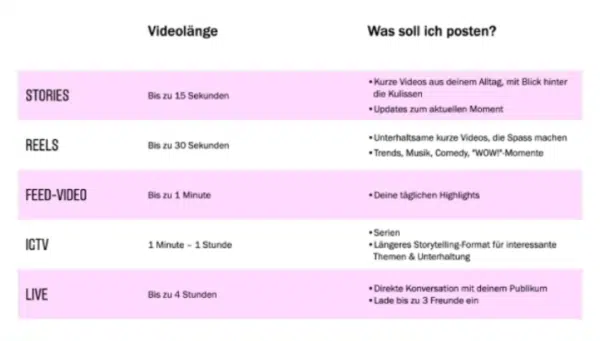 Videolänge Was soll ich posten?
STORIES Bis zu 15 Sekunden •Kurze Videos aus deinem Alltag, mit Blick hinter
die Kulissen
•Updates zum aktuellen Moment
REELS Bis zu 30 Sekunden •Unterhaltsame kurze Videos, die Spass machen
•Trends, Musik, Comedy, "WOW!"-Momente
FEED-VIDEO Bis zu 1 Minute •Deine täglichen Highlights
IGTV 1 Minute – 1 Stunde •Serien
•Längeres Storytelling-Format für interessante
Themen & Unterhaltung
LIVE Bis zu 4 Stunden •Direkte Konversation mit deinem Publikum
•Lade bis zu 3 Freunde ein